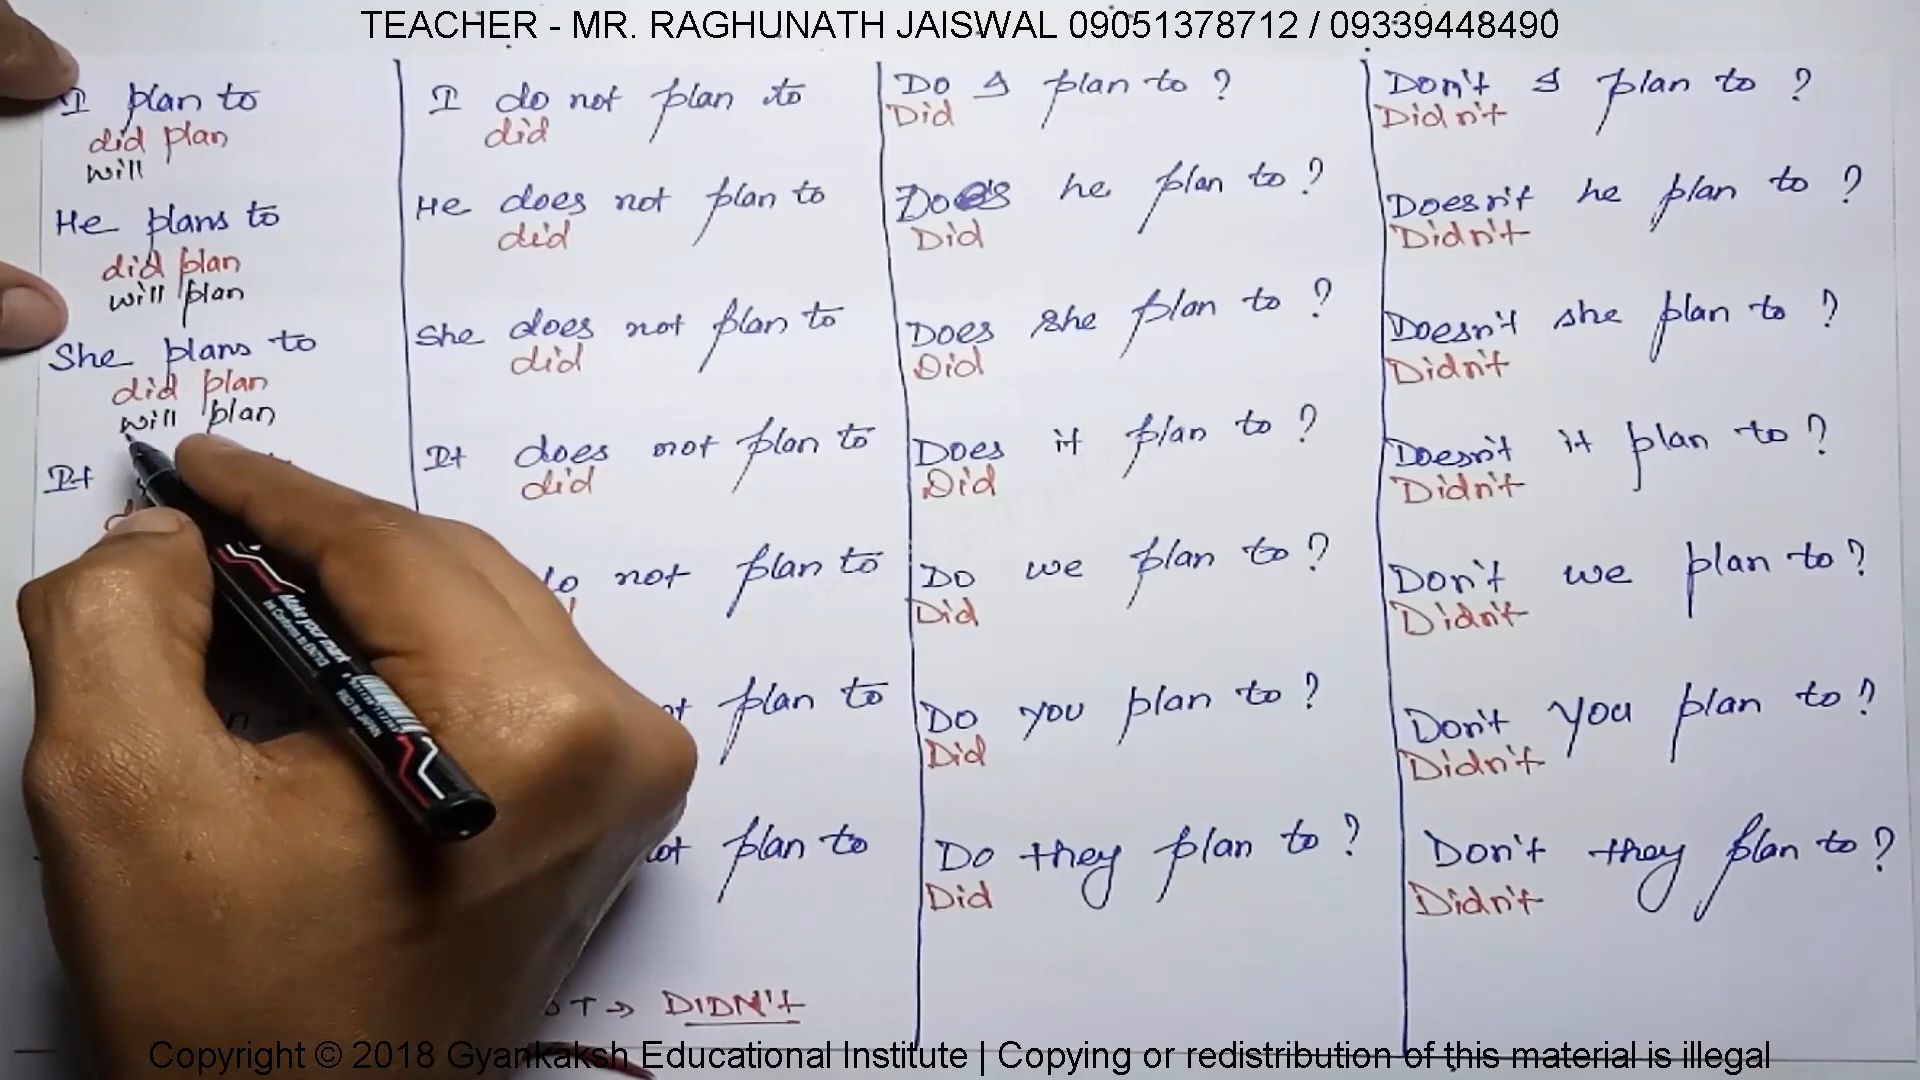 TEACHER - MR. RAGHUNATH JAISWAL 09051378712 / 09339448490
I plan to
did plan
will
He plans to
did plan
will plan
She plans to
did plan
will plan
It
I do not plan to
did
He does not plan to
did
She does not plan to
did
It does not plan to
did
do not plan to
plan to
plan to
Do I plan to ?
Did
Does he plan to ?
Did
Does she plan to ?
Did
Does it plan to ?
Did
Do we plan to ?
Did
Do you plan to ?
Did
Do they plan to ?
Did
Don't I plan to ?
Didn't
Doesn't he plan to ?
Didn't
Doesn't she plan to ?
Didn't
Doesn't it plan to ?
Didn't
Don't we plan to ?
Didn't
Don't you plan to ?
Didn't
Don't they plan to ?
Didn't
→ DIDN'T
Make your mark
Copyright © 2018 Gyankaksh Educational Institute | Copying or redistribution of this material is illegal